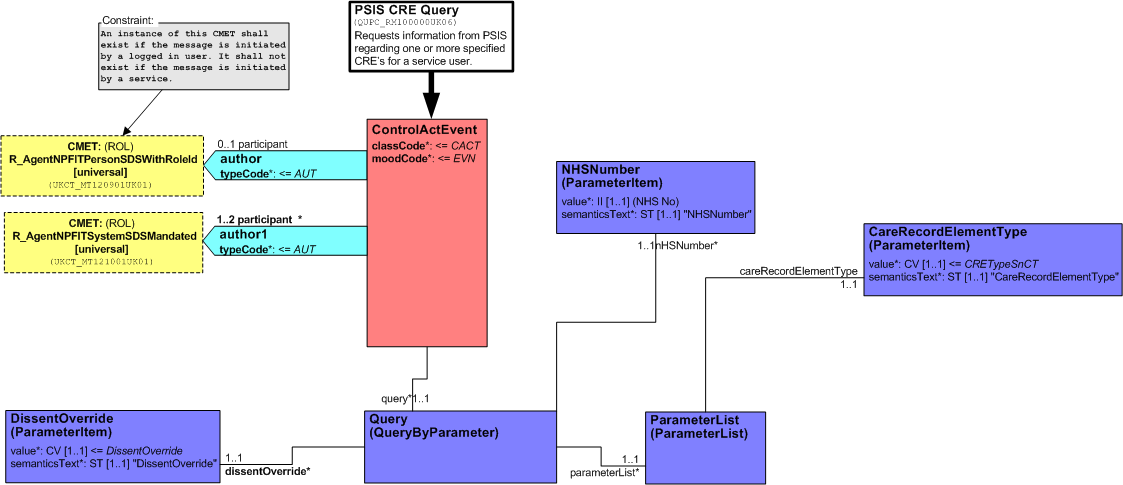 Constraint:
An instance of this CMET shall
exist if the message is initiated
by a logged in user. It shall not
exist if the message is initiated
by a service.
PSIS CRE Query
(QUPC_RM100000UK06)
Requests information from PSIS
regarding one or more specified
CRE's for a service user.
CMET: (ROL)
R_AgentNPFITPersonSDSWithRoleId
[universal]
(UKCT_MT120901UK01)
0..1 participant
author
typeCode*: <= AUT
ControlActEvent
classCode*: <= CACT
moodCode*: <= EVN
CMET: (ROL)
R_AgentNPFITSystemSDSMandated
[universal]
(UKCT_MT121001UK01)
1..2 participant *
author1
typeCode*: <= AUT
NHSNumber
(ParameterItem)
value*: II [1..1] (NHS No)
semanticsText*: ST [1..1] "NHSNumber"
1..1nHSNumber*
CareRecordElementType
(ParameterItem)
value*: CV [1..1] <= CRETypeSnCT
semanticsText*: ST [1..1] "CareRecordElementType"
careRecordElementType
1..1
query*1..1
DissentOverride
(ParameterItem)
value*: CV [1..1] <= DissentOverride
semanticsText*: ST [1..1] "DissentOverride"
1..1
dissentOverride*
Query
(QueryByParameter)
1..1
parameterList*
ParameterList
(ParameterList)